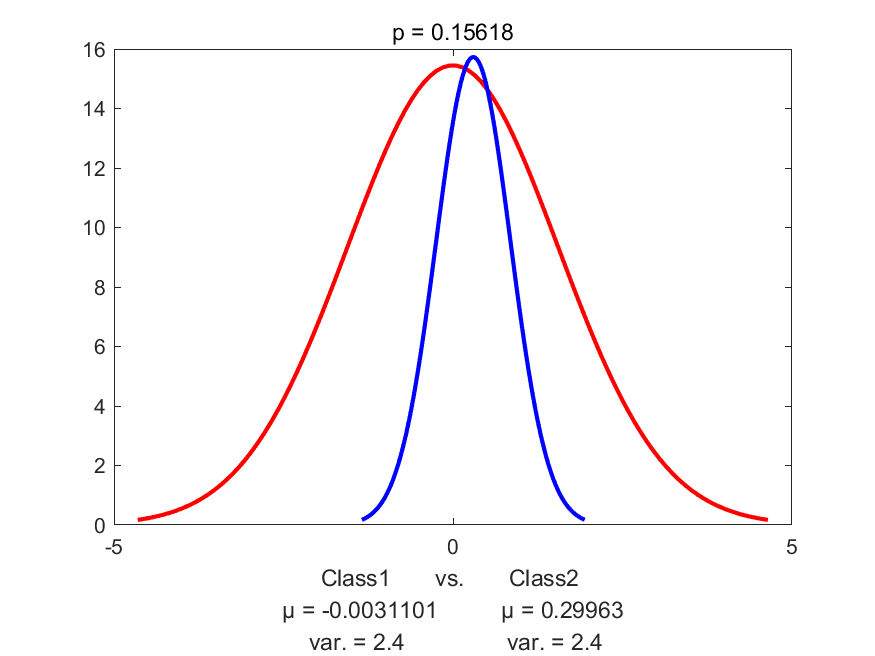 p = 0.15618
16
14
12
10
8
6
4
2
0
-5 0 5
Class1 vs. Class2
μ = -0.0031101 μ = 0.29963
var. = 2.4 var. = 2.4